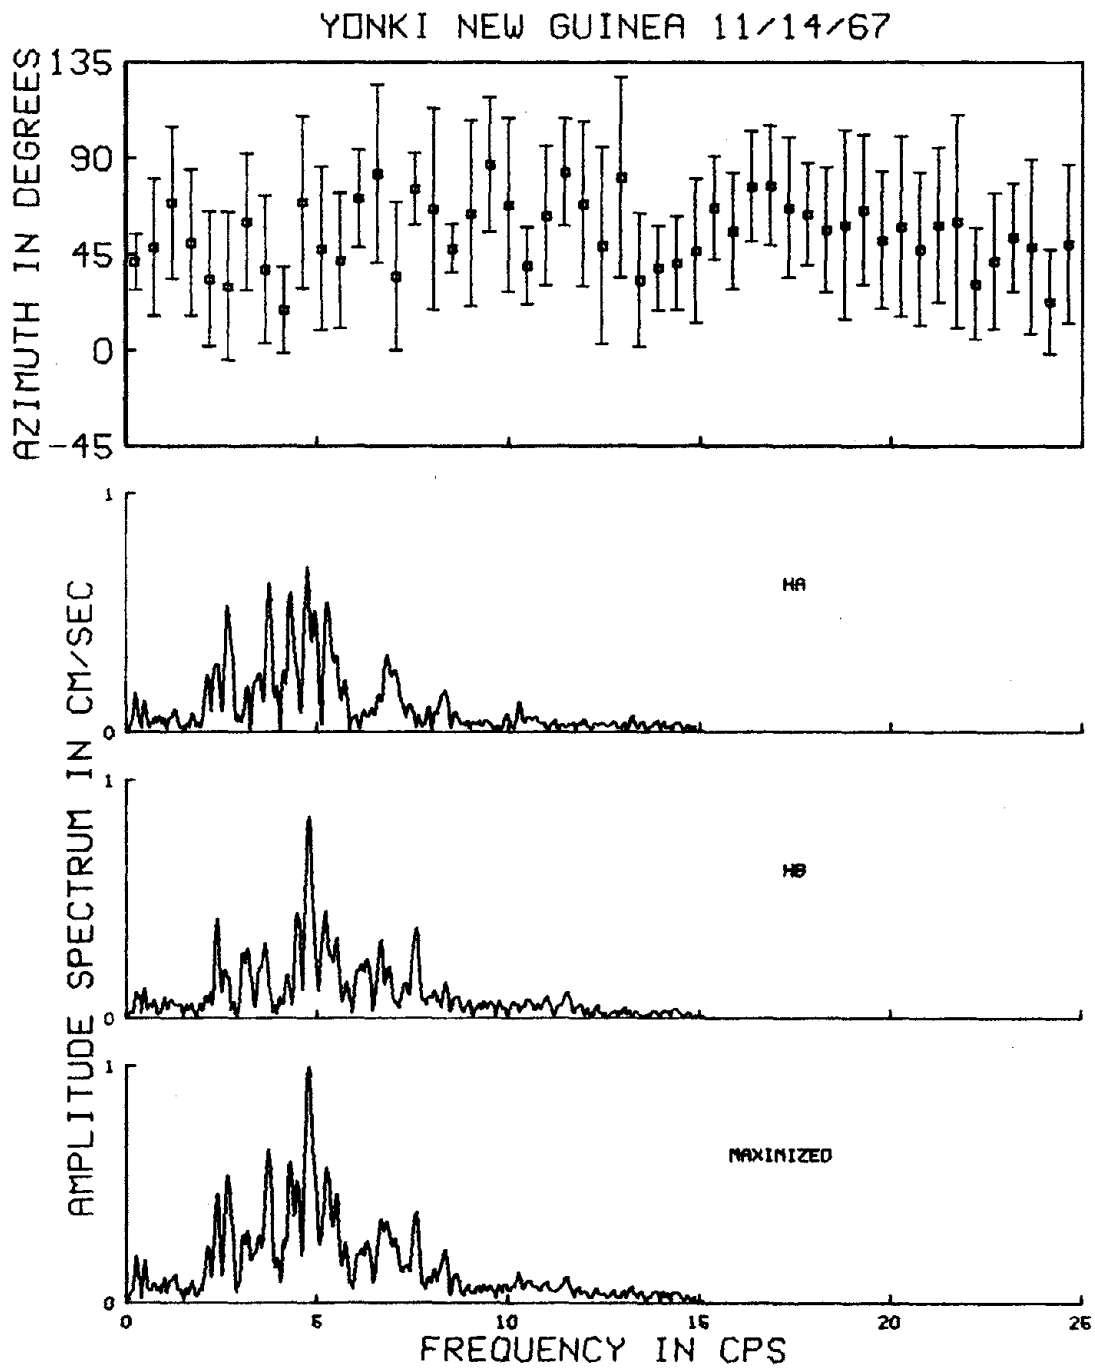 YONKI NEW GUINEA 11/14/67
AZIMUTH IN DEGREES
135
90
45
0
-45
AMPLITUDE SPECTRUM IN CM/SEC
1
HA
0
1
HB
0
1
MAXIMIZED
0
0 5 10 15 20 25
FREQUENCY IN CPS